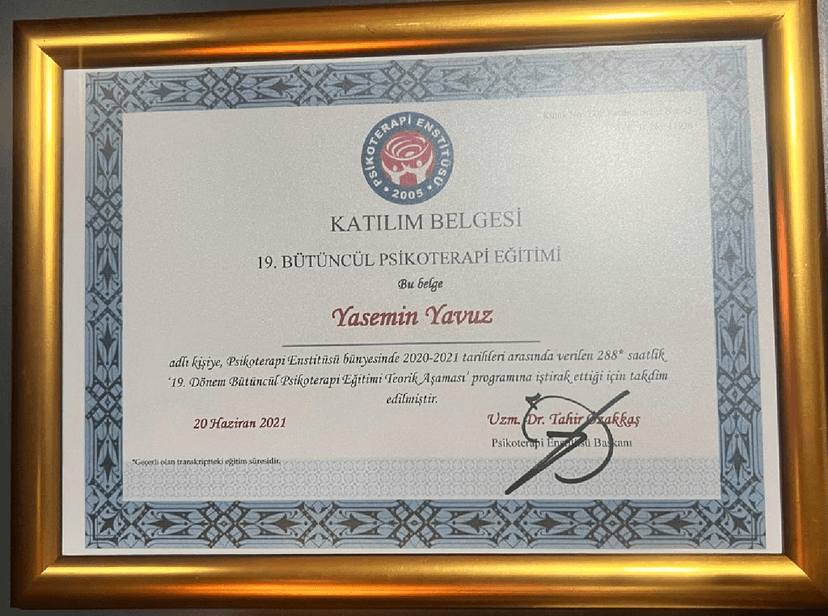 PSİKOTERAPİ ENSTİTÜSÜ
• 2005 •
KATILIM BELGESİ
19. BÜTÜNCÜL PSİKOTERAPİ EĞİTİMİ
Bu belge
Yasemin Yavuz
adlı kişiye, Psikoterapi Enstitüsü bünyesinde 2020-2021 tarihleri arasında verilen 288* saatlik
'19. Dönem Bütüncül Psikoterapi Eğitimi Teorik Aşaması' programına iştirak ettiği için takdim
edilmiştir.
20 Haziran 2021
Uzm. Dr. Tahir Özakkaş
Psikoterapi Enstitüsü Başkanı
*Geçerli olan transkriptteki eğitim süresidir.